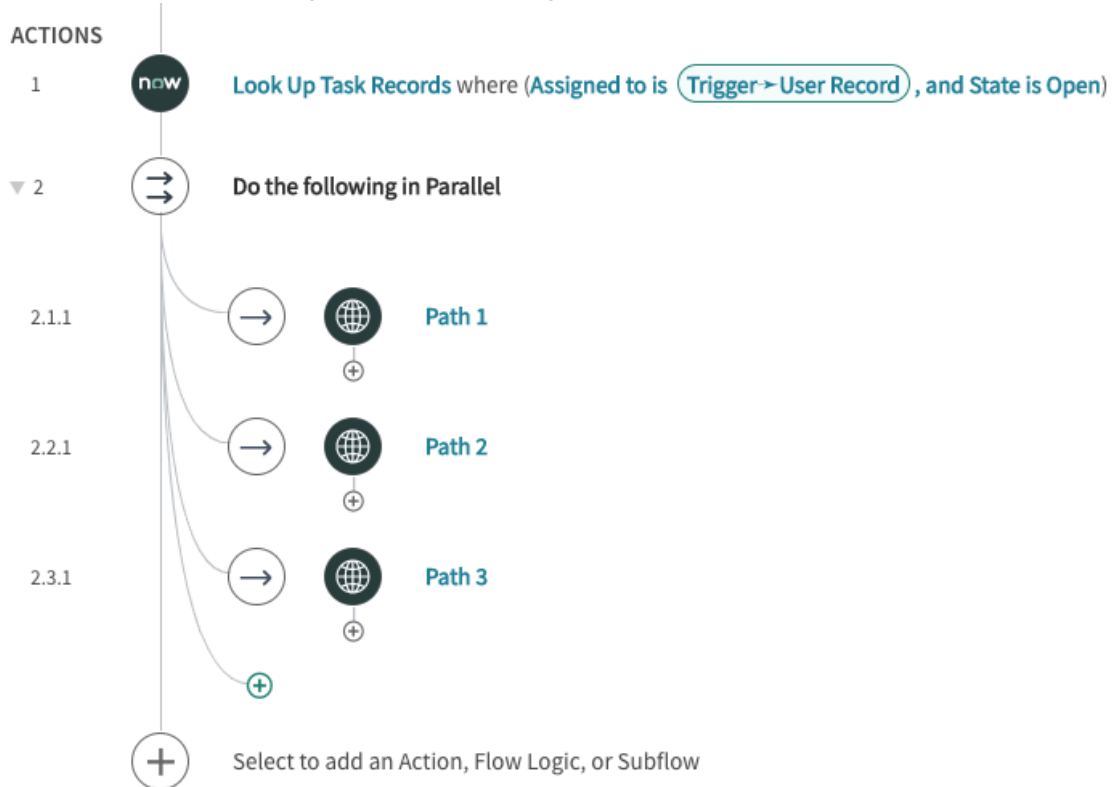 ACTIONS
1 now Look Up Task Records where (Assigned to is Trigger➛User Record , and State is Open)
2 Do the following in Parallel
2.1.1 Path 1
2.2.1 Path 2
2.3.1 Path 3
Select to add an Action, Flow Logic, or Subflow